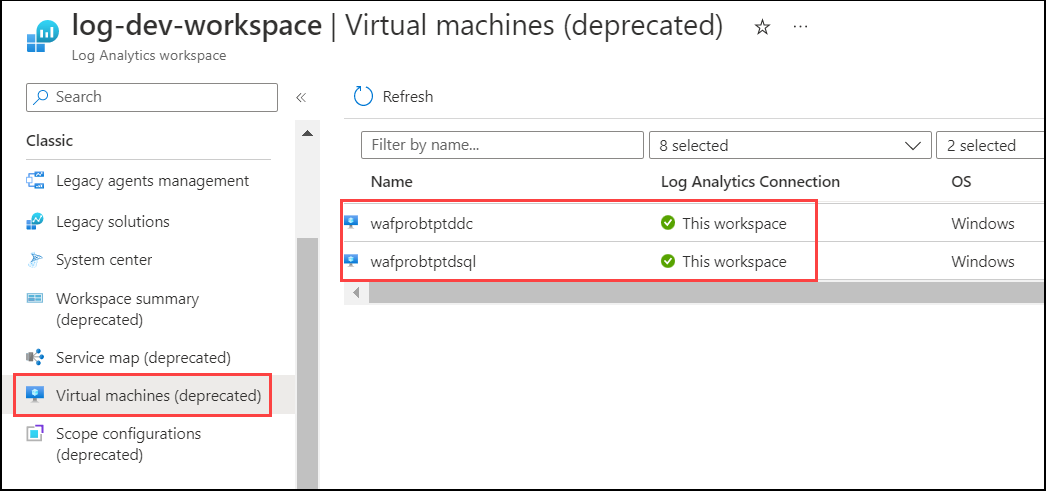 log-dev-workspace | Virtual machines (deprecated)
Log Analytics workspace
Search
Classic
Legacy agents management
Legacy solutions
System center
Workspace summary
(deprecated)
Service map (deprecated)
Virtual machines (deprecated)
Scope configurations
(deprecated)
Refresh
Filter by name...
8 selected
2 selected
Name Log Analytics Connection OS
wafprobtptddc This workspace Windows
wafprobtptdsql This workspace Windows